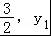 3/2, y₁